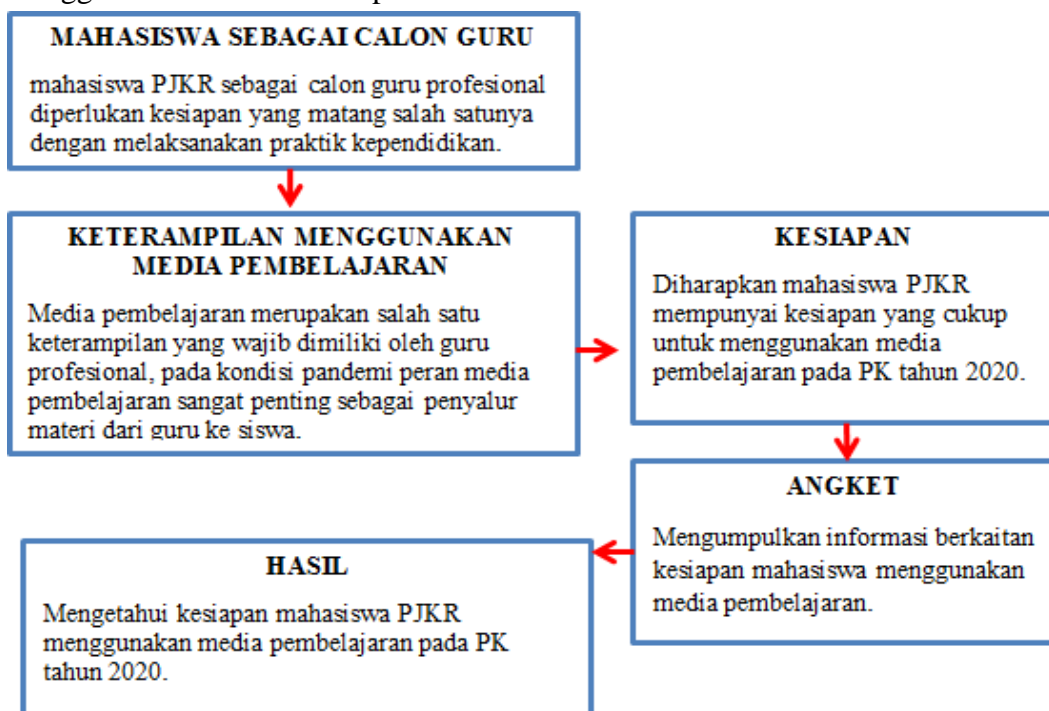 MAHASISWA SEBAGAI CALON GURU
mahasiswa PJKR sebagai calon guru profesional
diperlukan kesiapan yang matang salah satunya
dengan melaksanakan praktik kependidikan.
KETERAMPILAN MENGGUNAKAN
MEDIA PEMBELAJARAN
Media pembelajaran merupakan salah satu
keterampilan yang wajib dimiliki oleh guru
profesional, pada kondisi pandemi peran media
pembelajaran sangat penting sebagai penyalur
materi dari guru ke siswa.
KESIAPAN
Diharapkan mahasiswa PJKR
mempunyai kesiapan yang cukup
untuk menggunakan media
pembelajaran pada PK tahun 2020.
ANGKET
Mengumpulkan informasi berkaitan
kesiapan mahasiswa menggunakan
media pembelajaran.
HASIL
Mengetahui kesiapan mahasiswa PJKR
menggunakan media pembelajaran pada PK
tahun 2020.